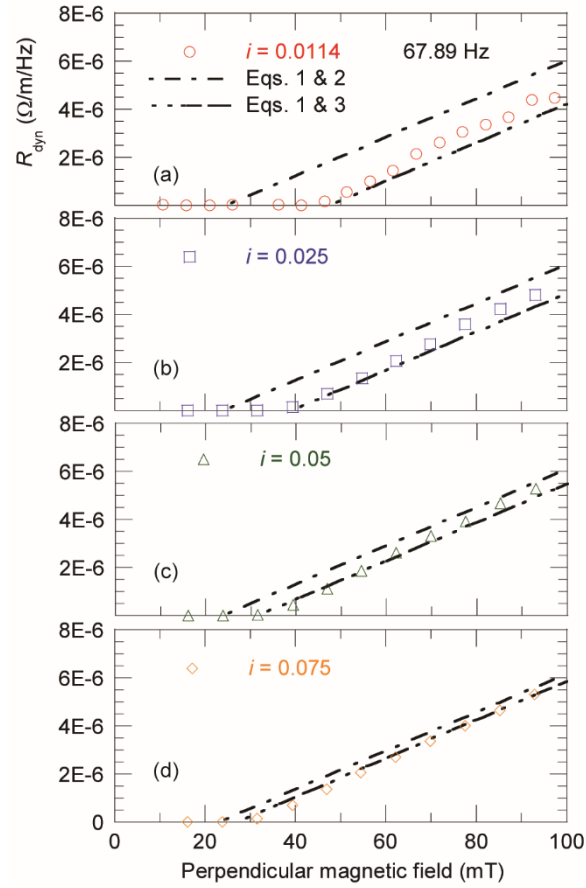 8E-6
i = 0.0114
67.89 Hz
6E-6
Eqs. 1 & 2
Eqs. 1 & 3
4E-6
2E-6
(a)
R_dyn (Ω/m/Hz)
8E-6
i = 0.025
6E-6
4E-6
2E-6
(b)
8E-6
i = 0.05
6E-6
4E-6
2E-6
(c)
8E-6
i = 0.075
6E-6
4E-6
2E-6
(d)
0
0 20 40 60 80 100
Perpendicular magnetic field (mT)